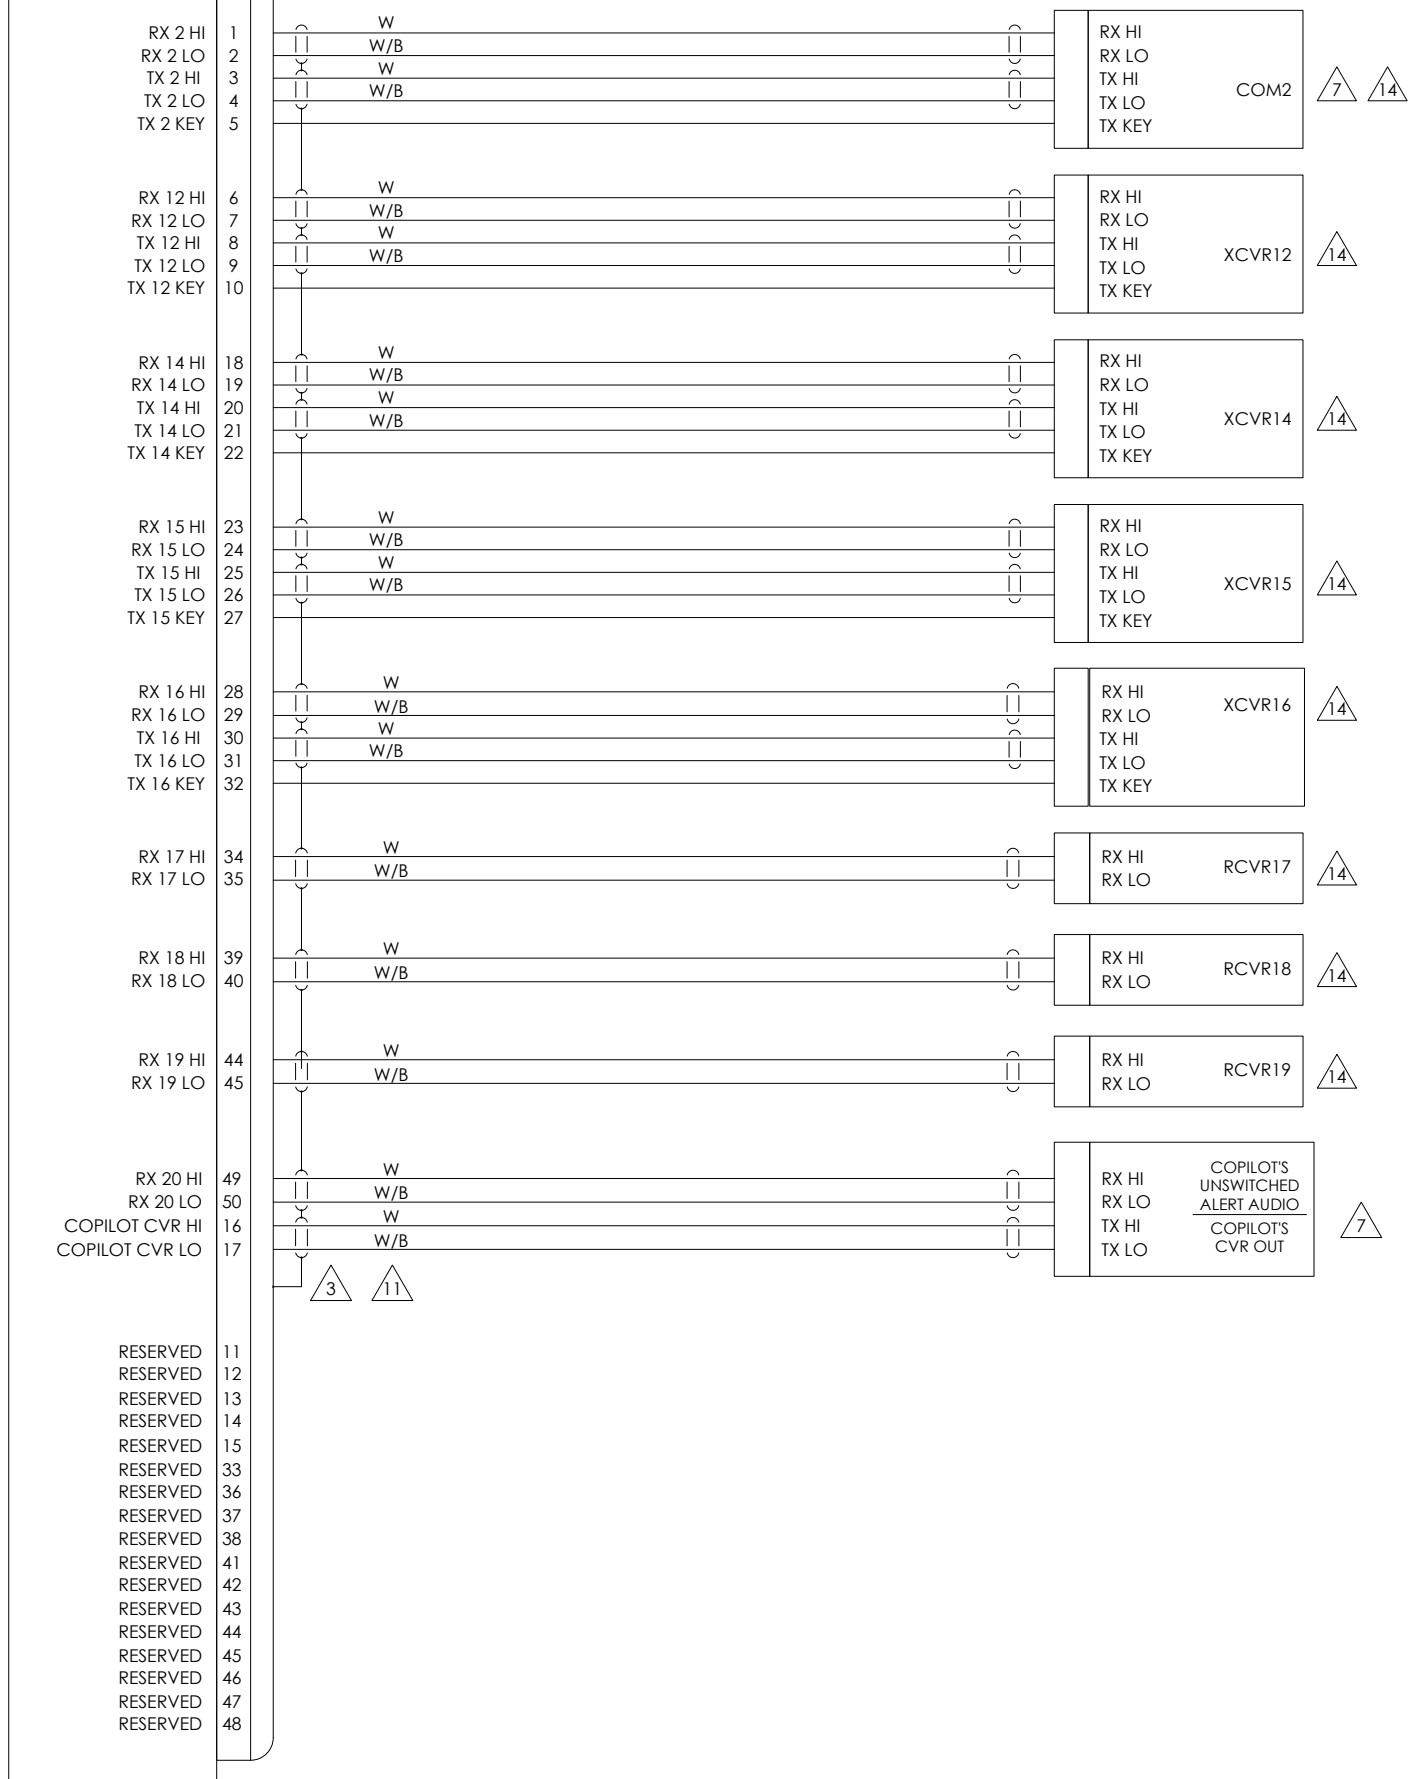 RX 2 HI 1 W RX HI
RX 2 LO 2 W/B RX LO
TX 2 HI 3 W TX HI
TX 2 LO 4 W/B TX LO COM2 7 14
TX 2 KEY 5 TX KEY
RX 12 HI 6 W RX HI
RX 12 LO 7 W/B RX LO
TX 12 HI 8 W TX HI
TX 12 LO 9 W/B TX LO XCVR12 14
TX 12 KEY 10 TX KEY
RX 14 HI 18 W RX HI
RX 14 LO 19 W/B RX LO
TX 14 HI 20 W TX HI
TX 14 LO 21 W/B TX LO XCVR14 14
TX 14 KEY 22 TX KEY
RX 15 HI 23 W RX HI
RX 15 LO 24 W/B RX LO
TX 15 HI 25 W TX HI
TX 15 LO 26 W/B TX LO XCVR15 14
TX 15 KEY 27 TX KEY
RX 16 HI 28 W RX HI
RX 16 LO 29 W/B RX LO XCVR16 14
TX 16 HI 30 W TX HI
TX 16 LO 31 W/B TX LO
TX 16 KEY 32 TX KEY
RX 17 HI 34 W RX HI
RX 17 LO 35 W/B RX LO RCVR17 14
RX 18 HI 39 W RX HI
RX 18 LO 40 W/B RX LO RCVR18 14
RX 19 HI 44 W RX HI
RX 19 LO 45 W/B RX LO RCVR19 14
RX 20 HI 49 W RX HI
RX 20 LO 50 W/B RX LO
COPILOT CVR HI 16 W TX HI
COPILOT CVR LO 17 W/B TX LO
COPILOT'S
UNSWITCHED
ALERT AUDIO
COPILOT'S
CVR OUT
7
3 11
RESERVED 11
RESERVED 12
RESERVED 13
RESERVED 14
RESERVED 15
RESERVED 33
RESERVED 36
RESERVED 37
RESERVED 38
RESERVED 41
RESERVED 42
RESERVED 43
RESERVED 44
RESERVED 45
RESERVED 46
RESERVED 47
RESERVED 48